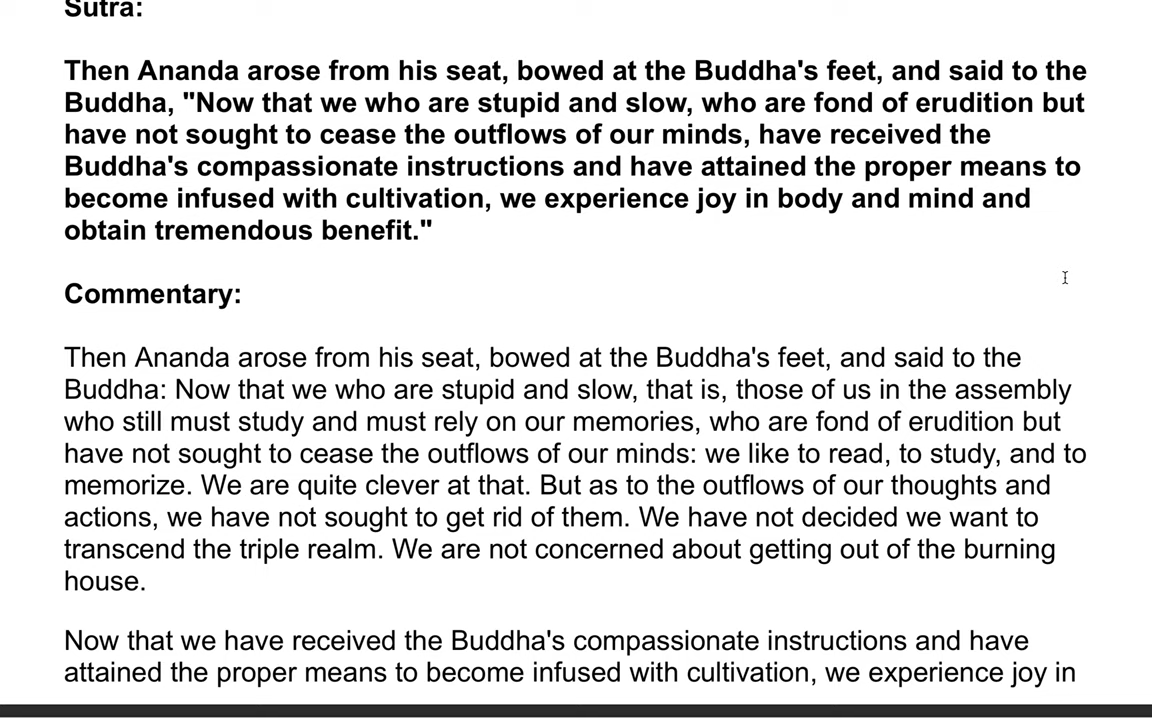 Sutra:
Then Ananda arose from his seat, bowed at the Buddha's feet, and said to the
Buddha, "Now that we who are stupid and slow, who are fond of erudition but
have not sought to cease the outflows of our minds, have received the
Buddha's compassionate instructions and have attained the proper means to
become infused with cultivation, we experience joy in body and mind and
obtain tremendous benefit."
Commentary:
Then Ananda arose from his seat, bowed at the Buddha's feet, and said to the
Buddha: Now that we who are stupid and slow, that is, those of us in the assembly
who still must study and must rely on our memories, who are fond of erudition but
have not sought to cease the outflows of our minds: we like to read, to study, and to
memorize. We are quite clever at that. But as to the outflows of our thoughts and
actions, we have not sought to get rid of them. We have not decided we want to
transcend the triple realm. We are not concerned about getting out of the burning
house.
Now that we have received the Buddha's compassionate instructions and have
attained the proper means to become infused with cultivation, we experience joy in